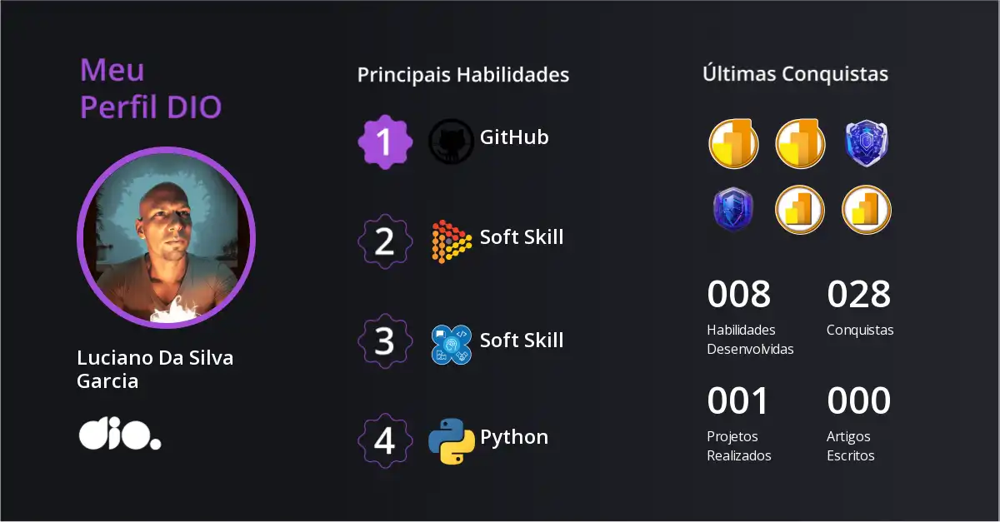 Meu
Perfil DIO
Luciano Da Silva
Garcia
dio.
Principais Habilidades
1
GitHub
2
Soft Skill
3
Soft Skill
4
Python
Últimas Conquistas
008
Habilidades
Desenvolvidas
028
Conquistas
001
Projetos
Realizados
000
Artigos
Escritos